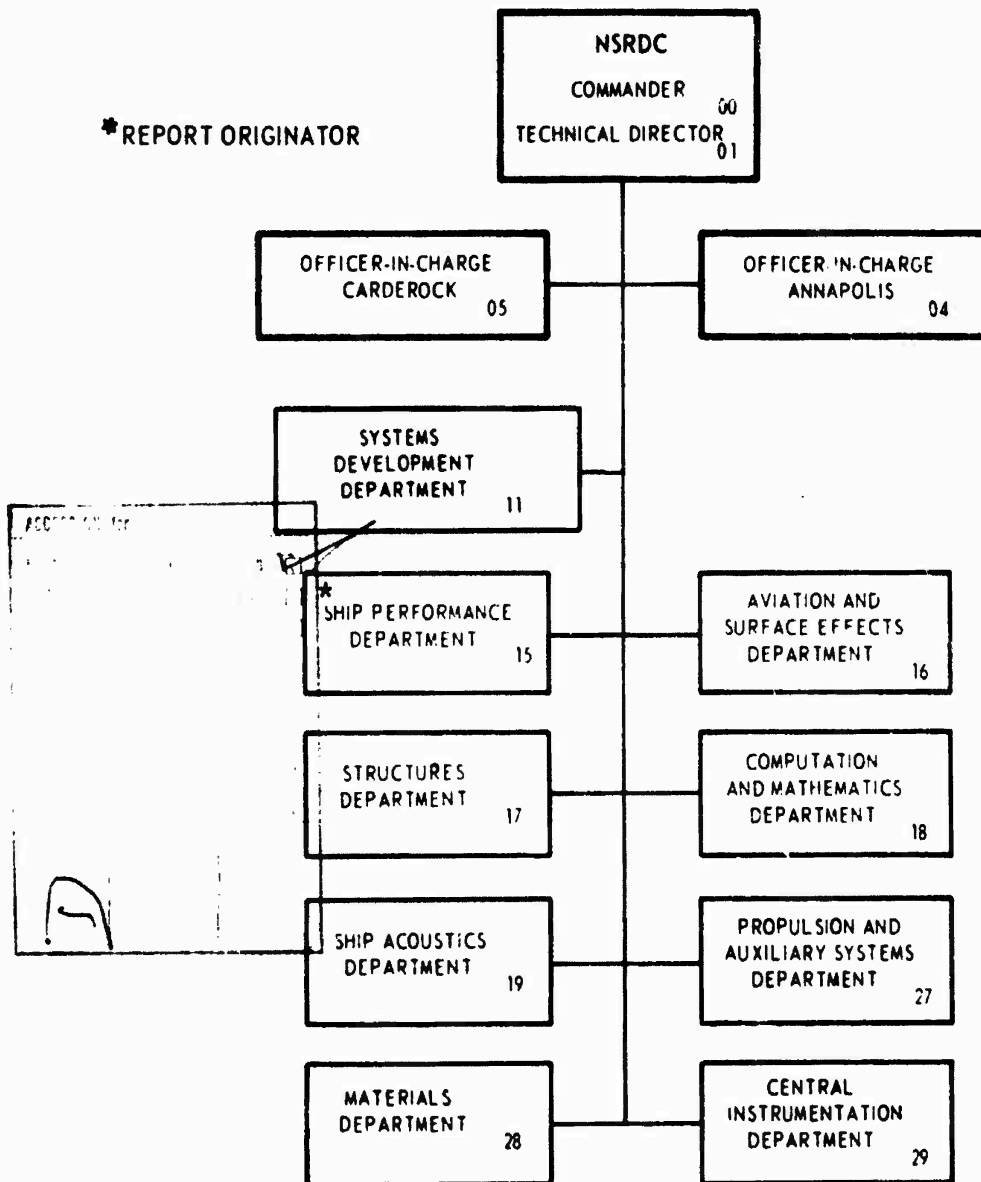 NSRDC
COMMANDER
00
TECHNICAL DIRECTOR
01
*REPORT ORIGINATOR
OFFICER-IN-CHARGE
CARDEROCK
05
OFFICER-IN-CHARGE
ANNAPOLIS
04
SYSTEMS
DEVELOPMENT
DEPARTMENT
11
*
SHIP PERFORMANCE
DEPARTMENT
15
AVIATION AND
SURFACE EFFECTS
DEPARTMENT
16
STRUCTURES
DEPARTMENT
17
COMPUTATION
AND MATHEMATICS
DEPARTMENT
18
SHIP ACOUSTICS
DEPARTMENT
19
PROPULSION AND
AUXILIARY SYSTEMS
DEPARTMENT
27
MATERIALS
DEPARTMENT
28
CENTRAL
INSTRUMENTATION
DEPARTMENT
29